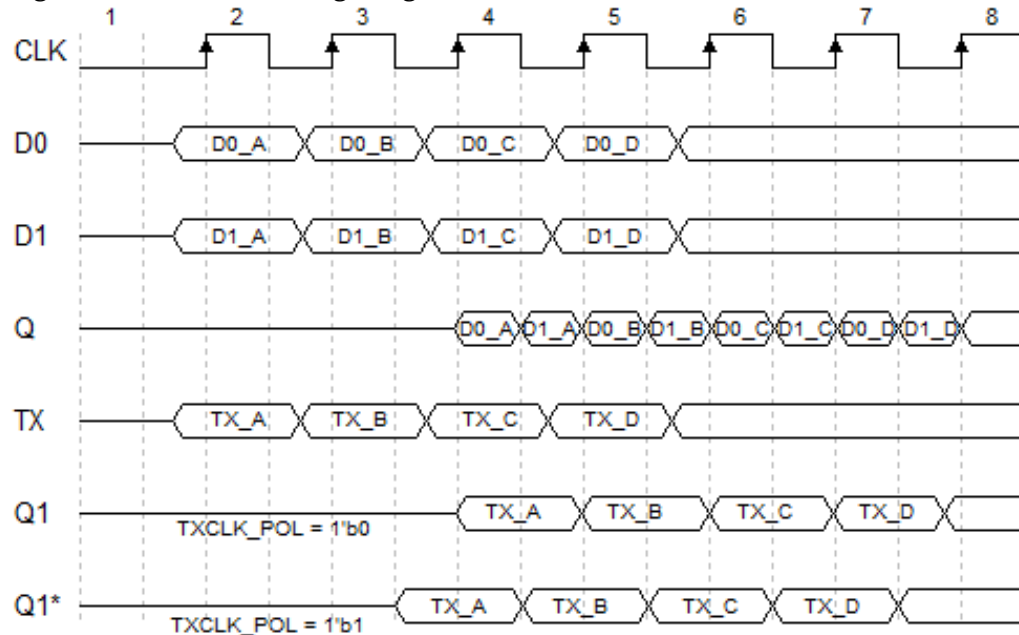 1 2 3 4 5 6 7 8
CLK
D0 D0_A D0_B D0_C D0_D
D1 D1_A D1_B D1_C D1_D
Q D0_A D1_A D0_B D1_B D0_C D1_C D0_D D1_D
TX TX_A TX_B TX_C TX_D
Q1 TX_A TX_B TX_C TX_D
TXCLK_POL = 1'b0
Q1* TX_A TX_B TX_C TX_D
TXCLK_POL = 1'b1